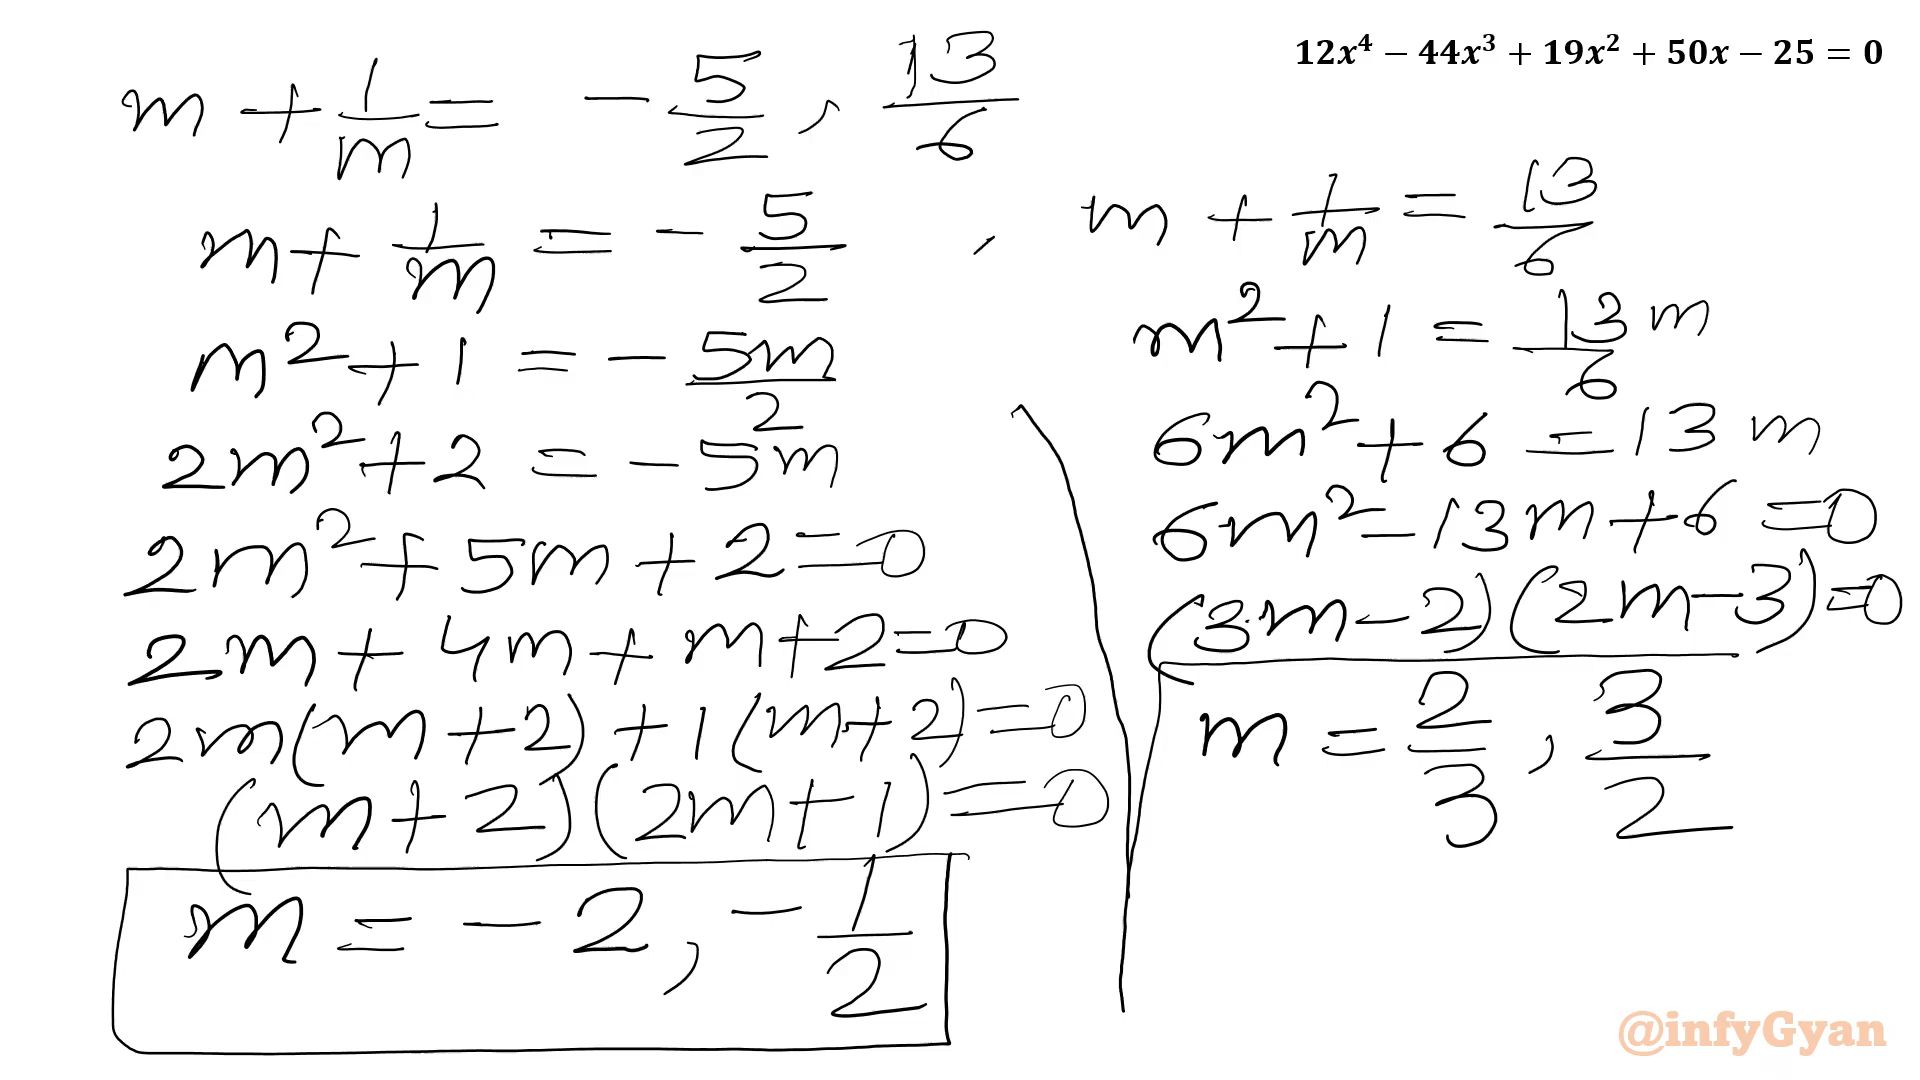 12x⁴ − 44x³ + 19x² + 50x − 25 = 0
m + 1/m = − 5/2 , 13/6
m + 1/m = − 5/2 ,
m² + 1 = − 5m/2
2m² + 2 = − 5m
2m² + 5m + 2 = 0
2m + 4m + m + 2 = 0
2m(m + 2) + 1(m + 2) = 0
(m + 2)(2m + 1) = 0
m = − 2, − 1/2
m + 1/m = 13/6
m² + 1 = 13/6 m
6m² + 6 = 13m
6m² − 13m + 6 = 0
(3m − 2)(2m − 3) = 0
m = 2/3 , 3/2
@infyGyan